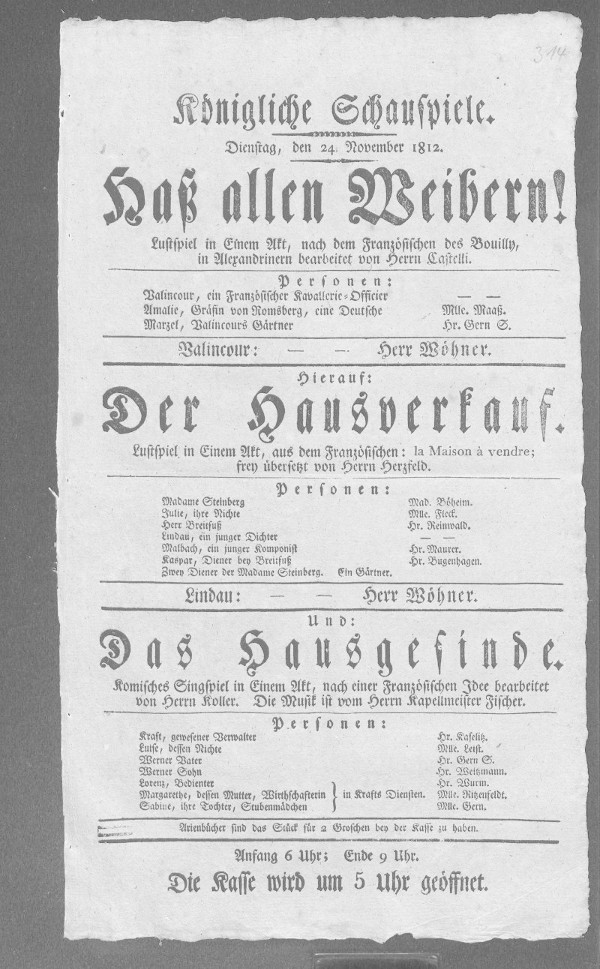 314
Königliche Schauspiele.
Dienstag, den 24. November 1812.
Haß allen Weibern!
Lustspiel in Einem Akt, nach dem Französischen des Bouilly,
in Alexandrinern bearbeitet von Herrn Castelli.
Personen:
Valincour, ein Französischer Kavallerie-Officier — —
Amalie, Gräfin von Romsberg, eine Deutsche Mlle. Maaß.
Marzel, Valincours Gärtner Hr. Gern S.
Valincour: — — Herr Wöhner.
Hierauf:
Der Hausverkauf.
Lustspiel in Einem Akt, aus dem Französischen: la Maison à vendre;
frey übersetzt von Herrn Herzfeld.
Personen:
Madame Steinberg Mad. Böheim.
Julie, ihre Nichte Mlle. Fleck.
Herr Breitfuß Hr. Reinwald.
Lindau, ein junger Dichter — —
Malbach, ein junger Komponist Hr. Maurer.
Kaspar, Diener bey Breitfuß Hr. Bugenhagen.
Zwey Diener der Madame Steinberg. Ein Gärtner.
Lindau: — — Herr Wöhner.
Und:
Das Hausgesinde.
Komisches Singspiel in Einem Akt, nach einer Französischen Idee bearbeitet
von Herrn Koller. Die Musik ist vom Herrn Kapellmeister Fischer.
Personen:
Kraft, gewesener Verwalter Hr. Kaselitz.
Luise, dessen Nichte Mlle. Leist.
Werner Vater Hr. Gern S.
Werner Sohn Hr. Weitzmann.
Lorenz, Bedienter Hr. Wurm.
Margarethe, dessen Mutter, Wirthschafterin } in Krafts Diensten. Mlle. Ritzenfeldt.
Sabine, ihre Tochter, Stubenmädchen Mlle. Gern.
Arienbücher sind das Stück für 2 Groschen bey der Kasse zu haben.
Anfang 6 Uhr; Ende 9 Uhr.
Die Kasse wird um 5 Uhr geöffnet.